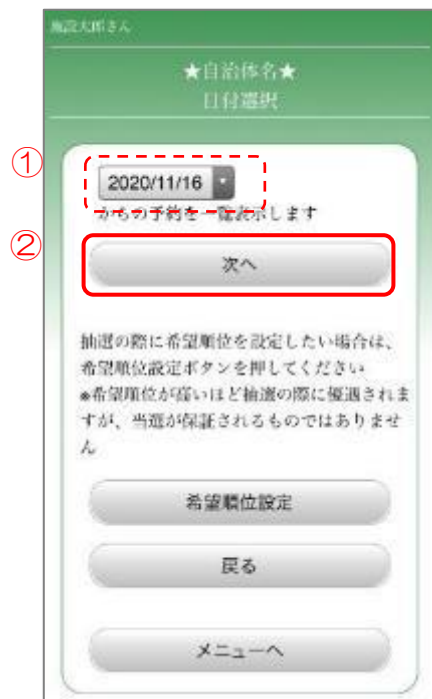 施設太郎さん
★自治体名★
日付選択
①
2020/11/16
からの予約を一覧表示します
②
次へ
抽選の際に希望順位を設定したい場合は、
希望順位設定ボタンを押してください
※希望順位が高いほど抽選の際に優遇されま
すが、当選が保証されるものではありませ
ん
希望順位設定
戻る
メニューへ